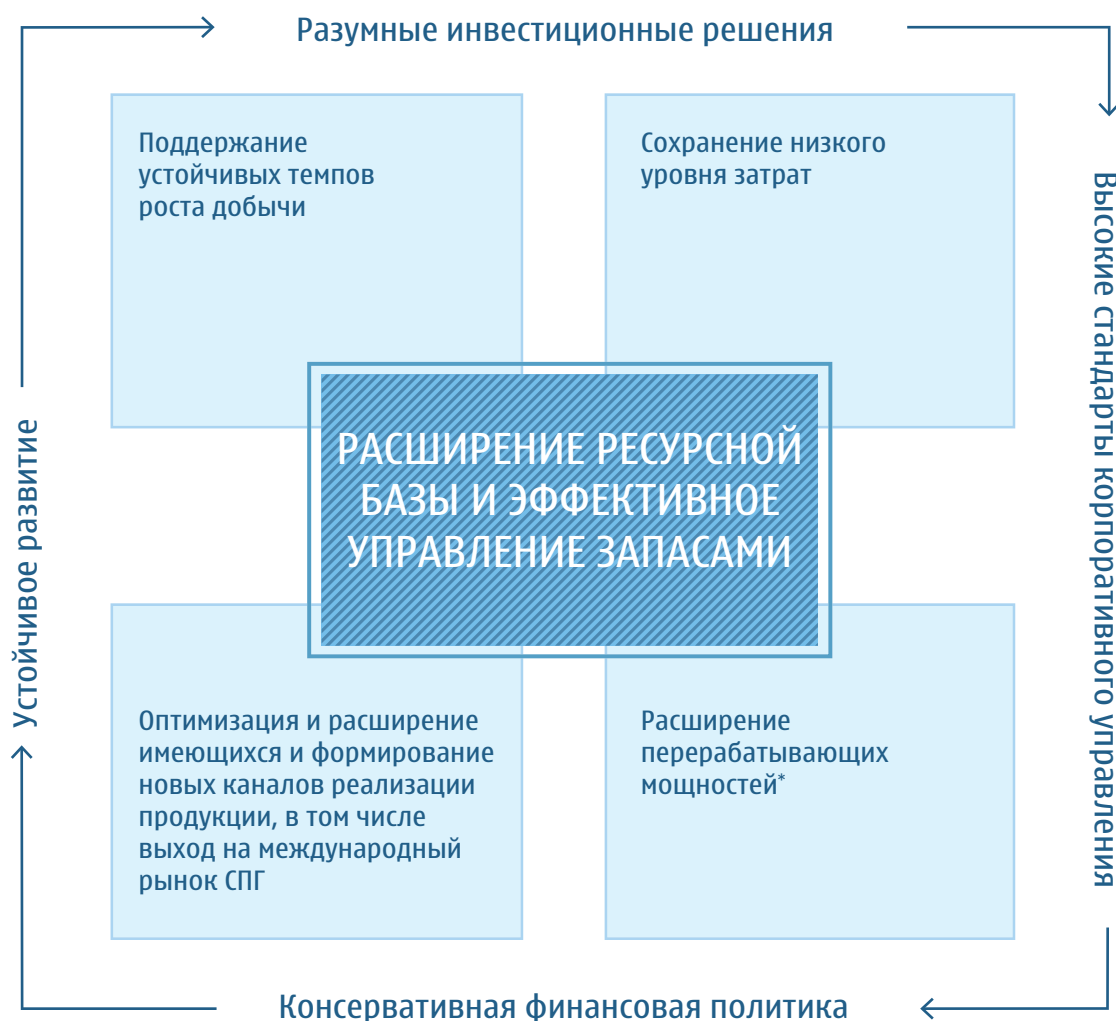 Разумные инвестиционные решения
Поддержание
устойчивых темпов
роста добычи
Сохранение низкого
уровня затрат
Высокие стандарты корпоративного управления
РАСШИРЕНИЕ РЕСУРСНОЙ
БАЗЫ И ЭФФЕКТИВНОЕ
УПРАВЛЕНИЕ ЗАПАСАМИ
Устойчивое развитие
Оптимизация и расширение
имеющихся и формирование
новых каналов реализации
продукции, в том числе
выход на международный
рынок СПГ
Расширение
перерабатывающих
мощностей*
Консервативная финансовая политика